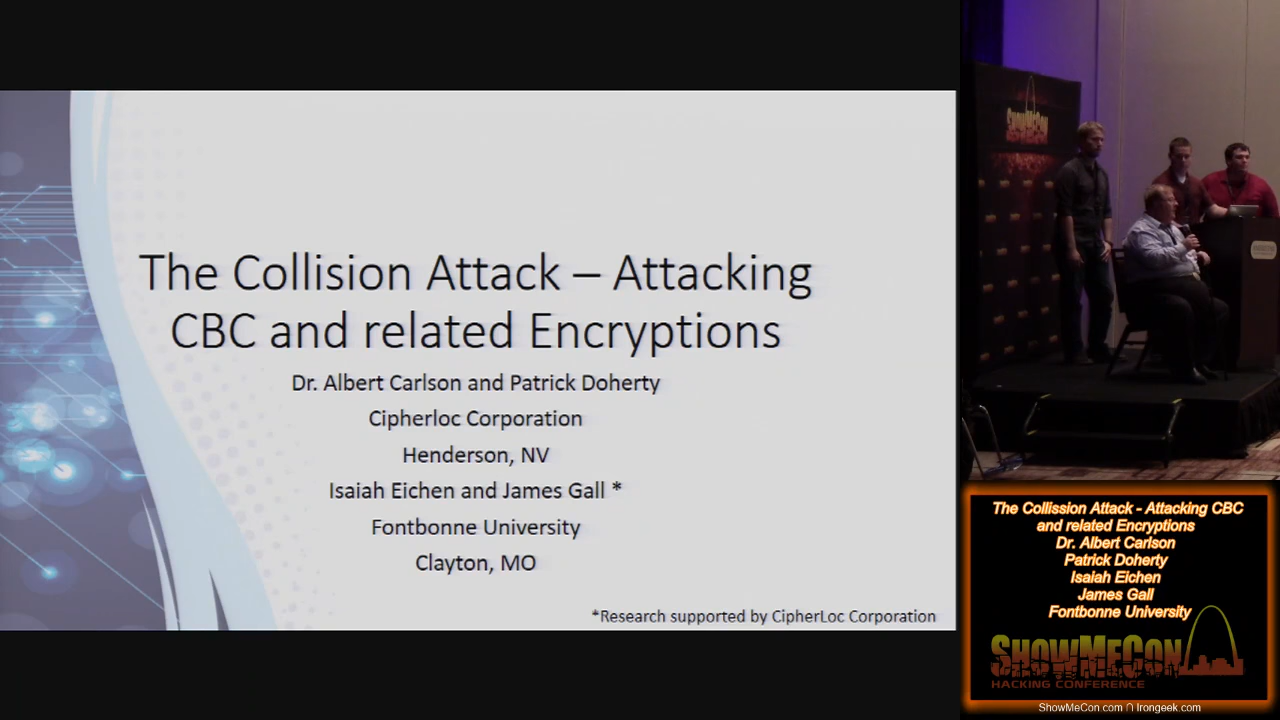 The Collision Attack – Attacking
CBC and related Encryptions
Dr. Albert Carlson and Patrick Doherty
Cipherloc Corporation
Henderson, NV
Isaiah Eichen and James Gall *
Fontbonne University
Clayton, MO
*Research supported by CipherLoc Corporation
SHOWMECON
The Collission Attack - Attacking CBC
and related Encryptions
Dr. Albert Carlson
Patrick Doherty
Isaiah Eichen
James Gall
Fontbonne University
SHOWMECON
HACKING CONFERENCE
ShowMeCon.com ∩ Irongeek.com